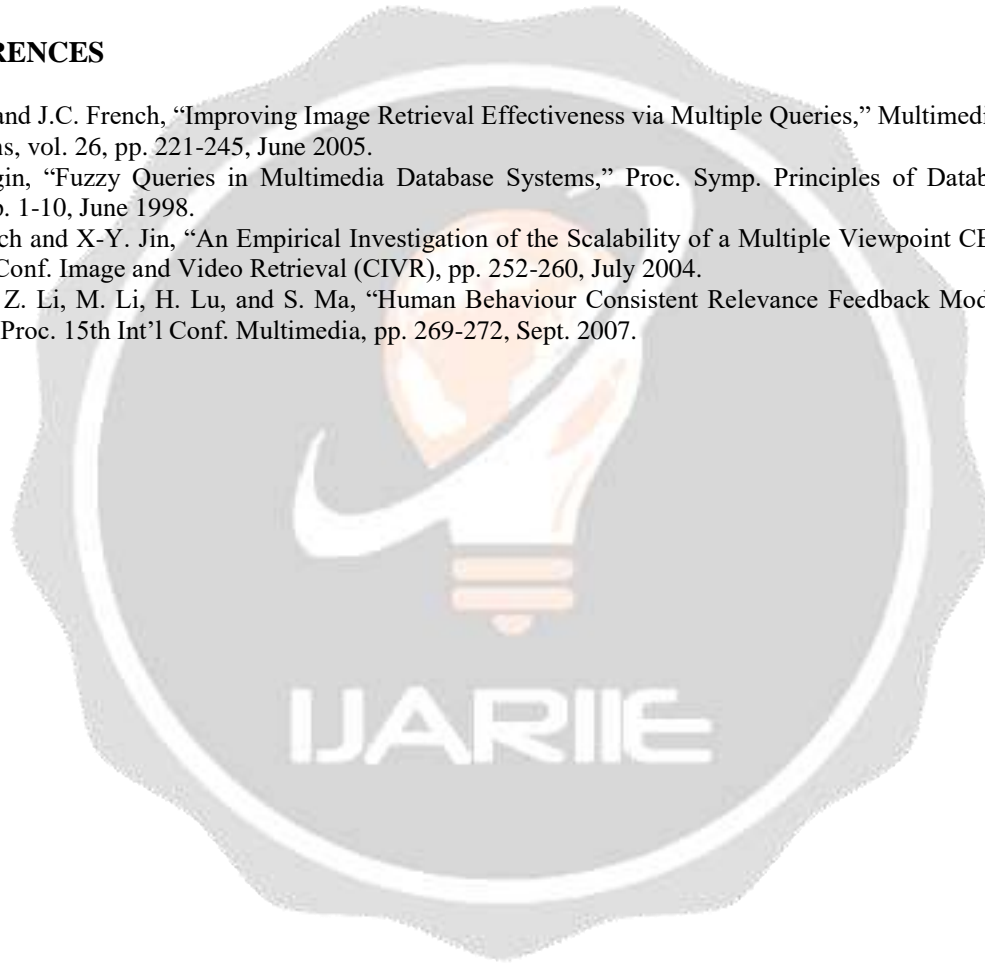 RENCES
and J.C. French, “Improving Image Retrieval Effectiveness via Multiple Queries,” Multimedi
ns, vol. 26, pp. 221-245, June 2005.
gin, “Fuzzy Queries in Multimedia Database Systems,” Proc. Symp. Principles of Datab
p. 1-10, June 1998.
ch and X-Y. Jin, “An Empirical Investigation of the Scalability of a Multiple Viewpoint CE
Conf. Image and Video Retrieval (CIVR), pp. 252-260, July 2004.
Z. Li, M. Li, H. Lu, and S. Ma, “Human Behaviour Consistent Relevance Feedback Mod
Proc. 15th Int’l Conf. Multimedia, pp. 269-272, Sept. 2007.
IJARIIE